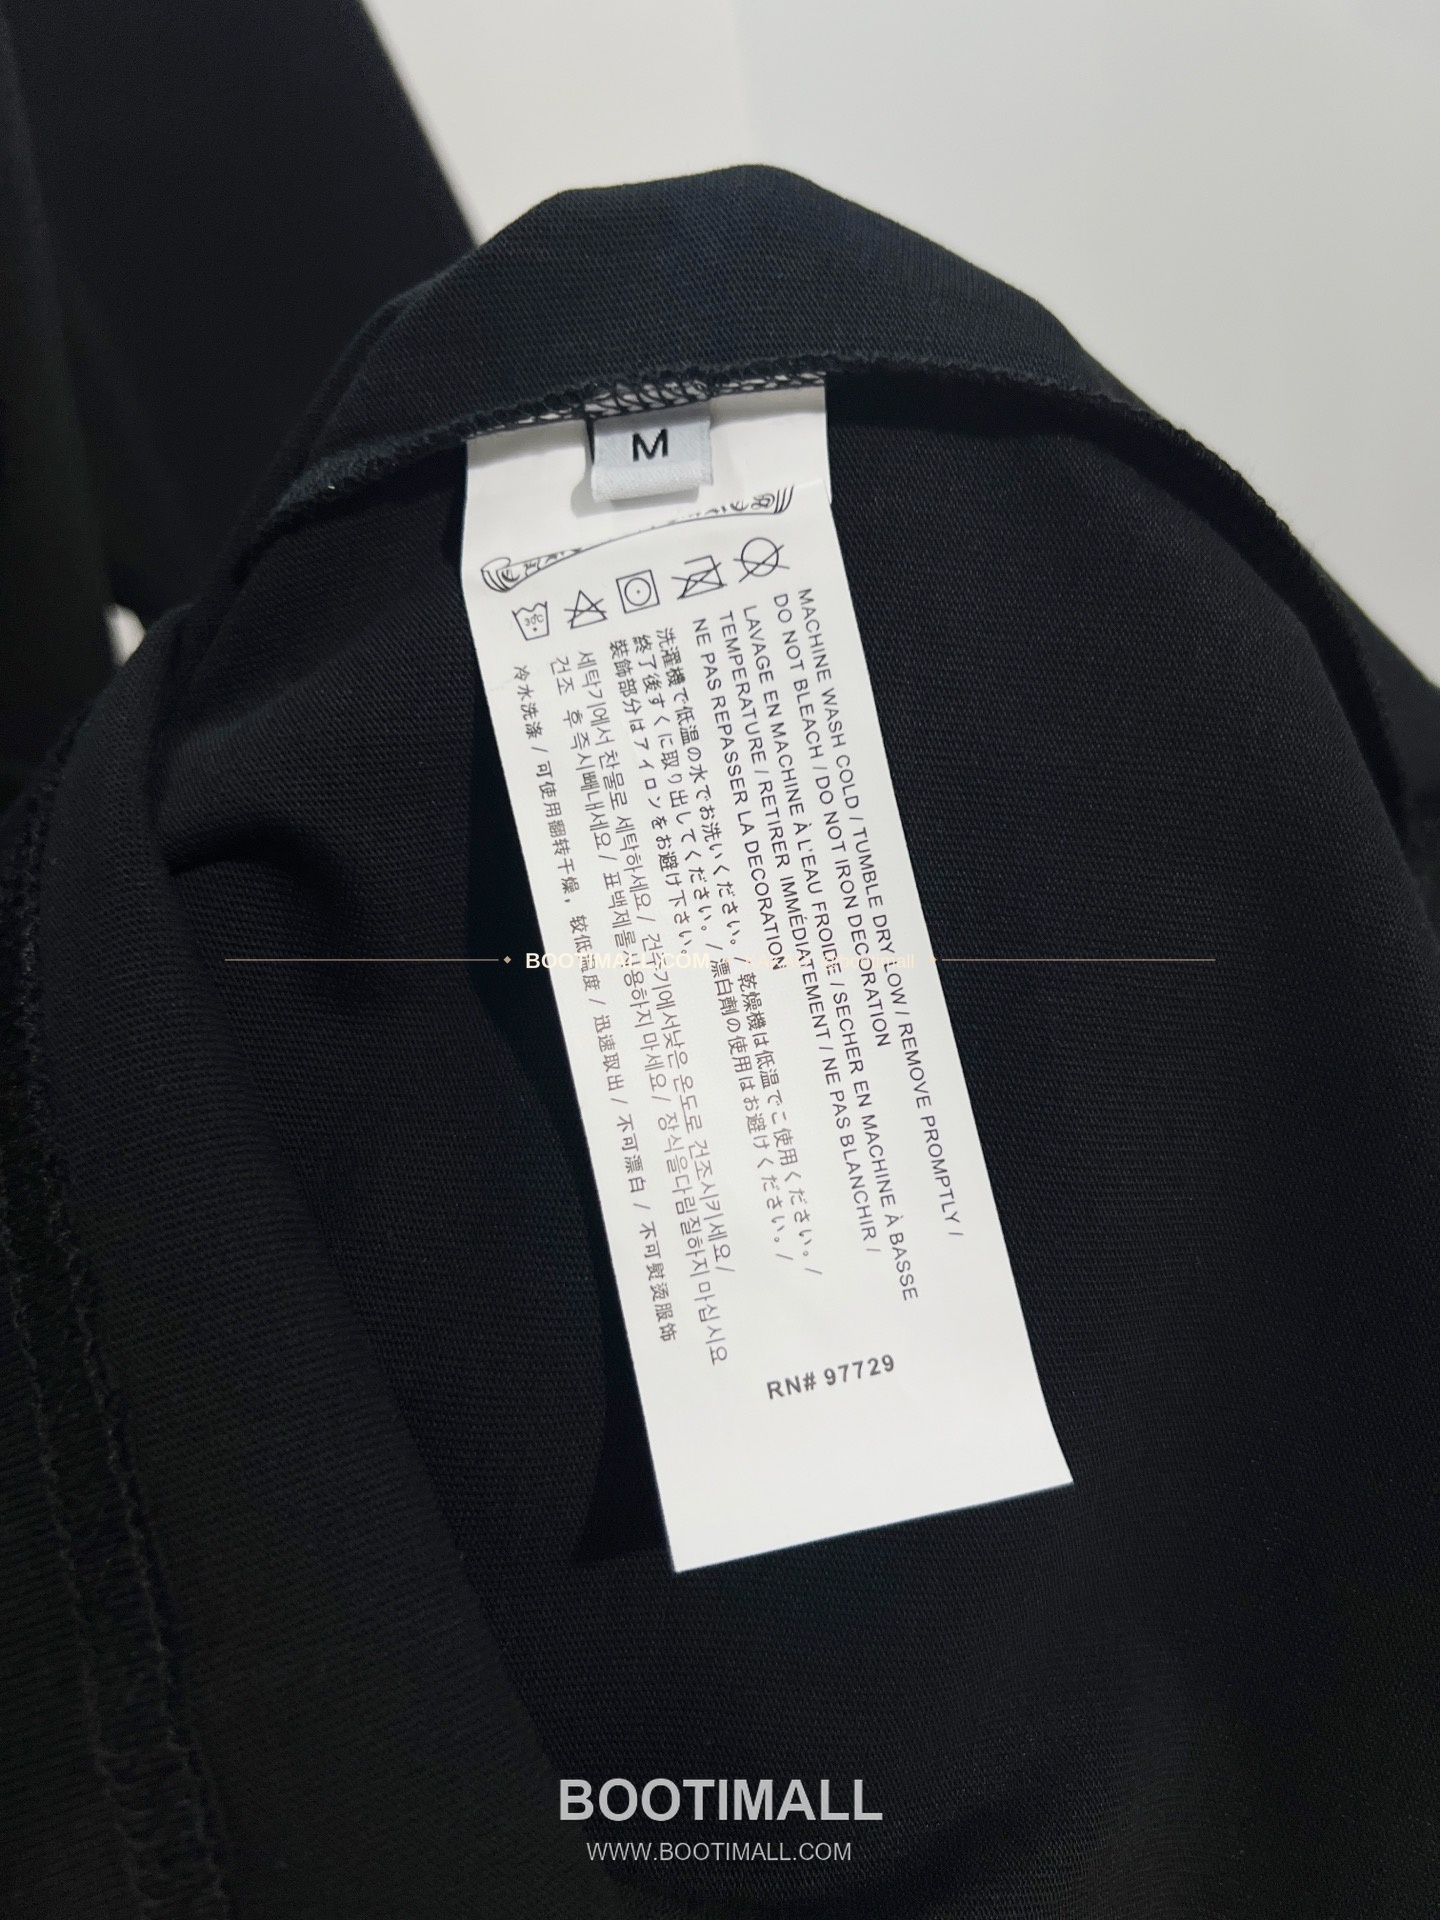 M
MACHINE WASH COLD / TUMBLE DRY LOW / REMOVE PROMPTLY /
DO NOT BLEACH / DO NOT IRON DECORATION
LAVAGE EN MACHINE À L'EAU FROIDE / SECHER EN MACHINE À BASSE
TEMPERATURE / RETIRER IMMÉDIATEMENT / NE PAS BLANCHIR /
NE PAS REPASSER LA DECORATION
洗濯機で低温の水でお洗いください。/ 乾燥機は低温でご使用ください。/
終了後すぐに取り出してください。/ 漂白剤の使用はお避けください。/
装飾部分はアイロンをお避け下さい。
세탁기에서 찬물로 세탁하세요 / 건조기에서낮은 온도로 건조시키세요 /
건조 후 즉시빼내세요 / 표백제를 사용하지 마세요 / 장식을다림질하지 마십시요
冷水洗涤 / 可使用翻转干燥，较低温度 / 迅速取出 / 不可漂白 / 不可熨烫服饰
RN# 97729
BOOTIMALL.COM
BOOTIMALL
WWW.BOOTIMALL.COM